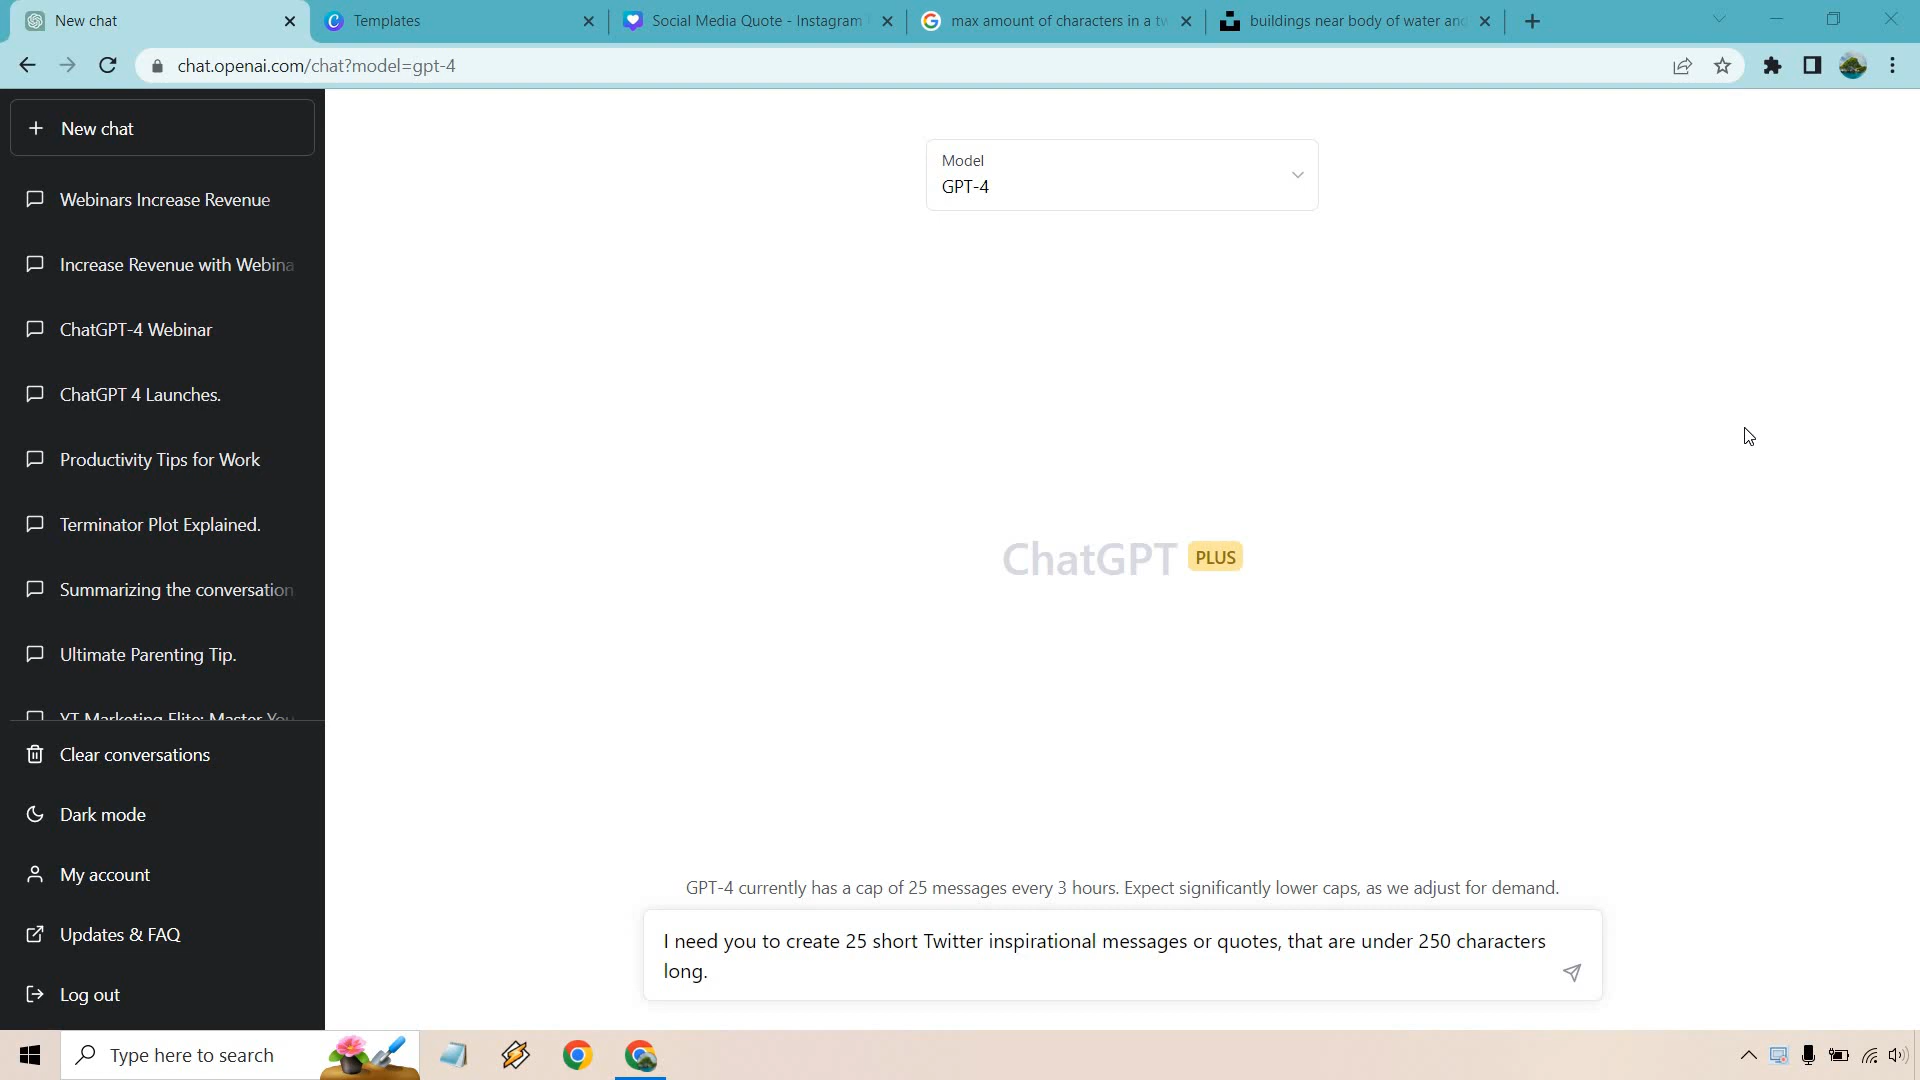 New chat
Templates
Social Media Quote - Instagram
max amount of characters in a tw
buildings near body of water and
chat.openai.com/chat?model=gpt-4
New chat
Webinars Increase Revenue
Increase Revenue with Webina
ChatGPT-4 Webinar
ChatGPT 4 Launches.
Productivity Tips for Work
Terminator Plot Explained.
Summarizing the conversation
Ultimate Parenting Tip.
YT Marketing Elite: Master You
Clear conversations
Dark mode
My account
Updates & FAQ
Log out
Model
GPT-4
ChatGPT PLUS
GPT-4 currently has a cap of 25 messages every 3 hours. Expect significantly lower caps, as we adjust for demand.
I need you to create 25 short Twitter inspirational messages or quotes, that are under 250 characters
long.
Type here to search